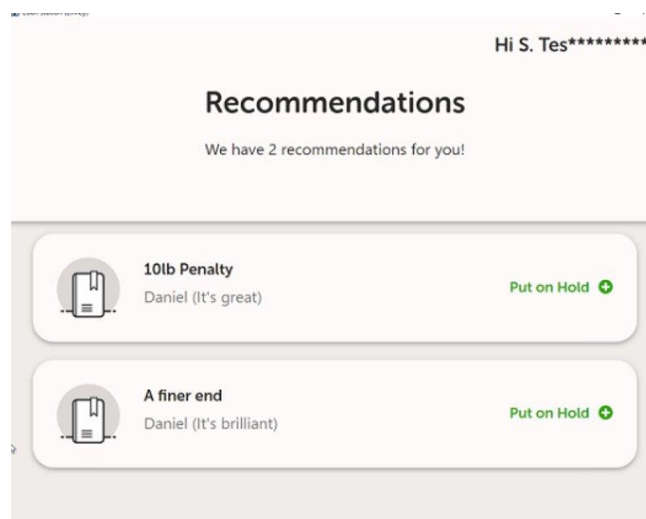 Hi S. Tes*********
Recommendations
We have 2 recommendations for you!
10lb Penalty
Daniel (It's great)
Put on Hold
A finer end
Daniel (It's brilliant)
Put on Hold